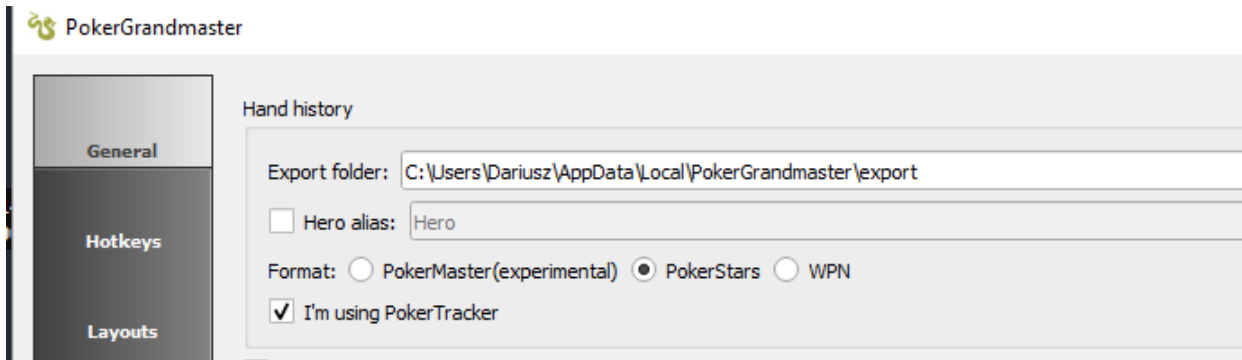 PokerGrandmaster
General
Hotkeys
Layouts
Hand history
Export folder: C:\Users\Dariusz\AppData\Local\PokerGrandmaster\export
Hero alias: Hero
Format: PokerMaster(experimental) PokerStars WPN
I'm using PokerTracker